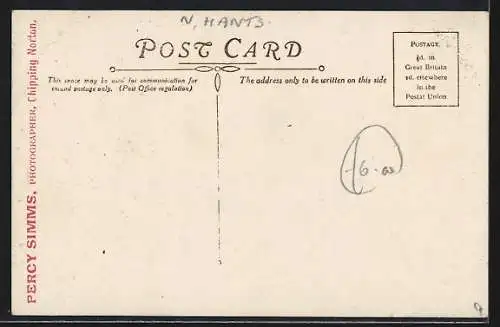 N. HANTS.
POST CARD
This space may be used for communication for
inland postage only. (Post Office regulation)
The address only to be written on this side
POSTAGE.
½d. in
Great Britain
1d. elsewhere
in the
Postal Union
PERCY SIMMS, PHOTOGRAPHER, Chipping Norton.